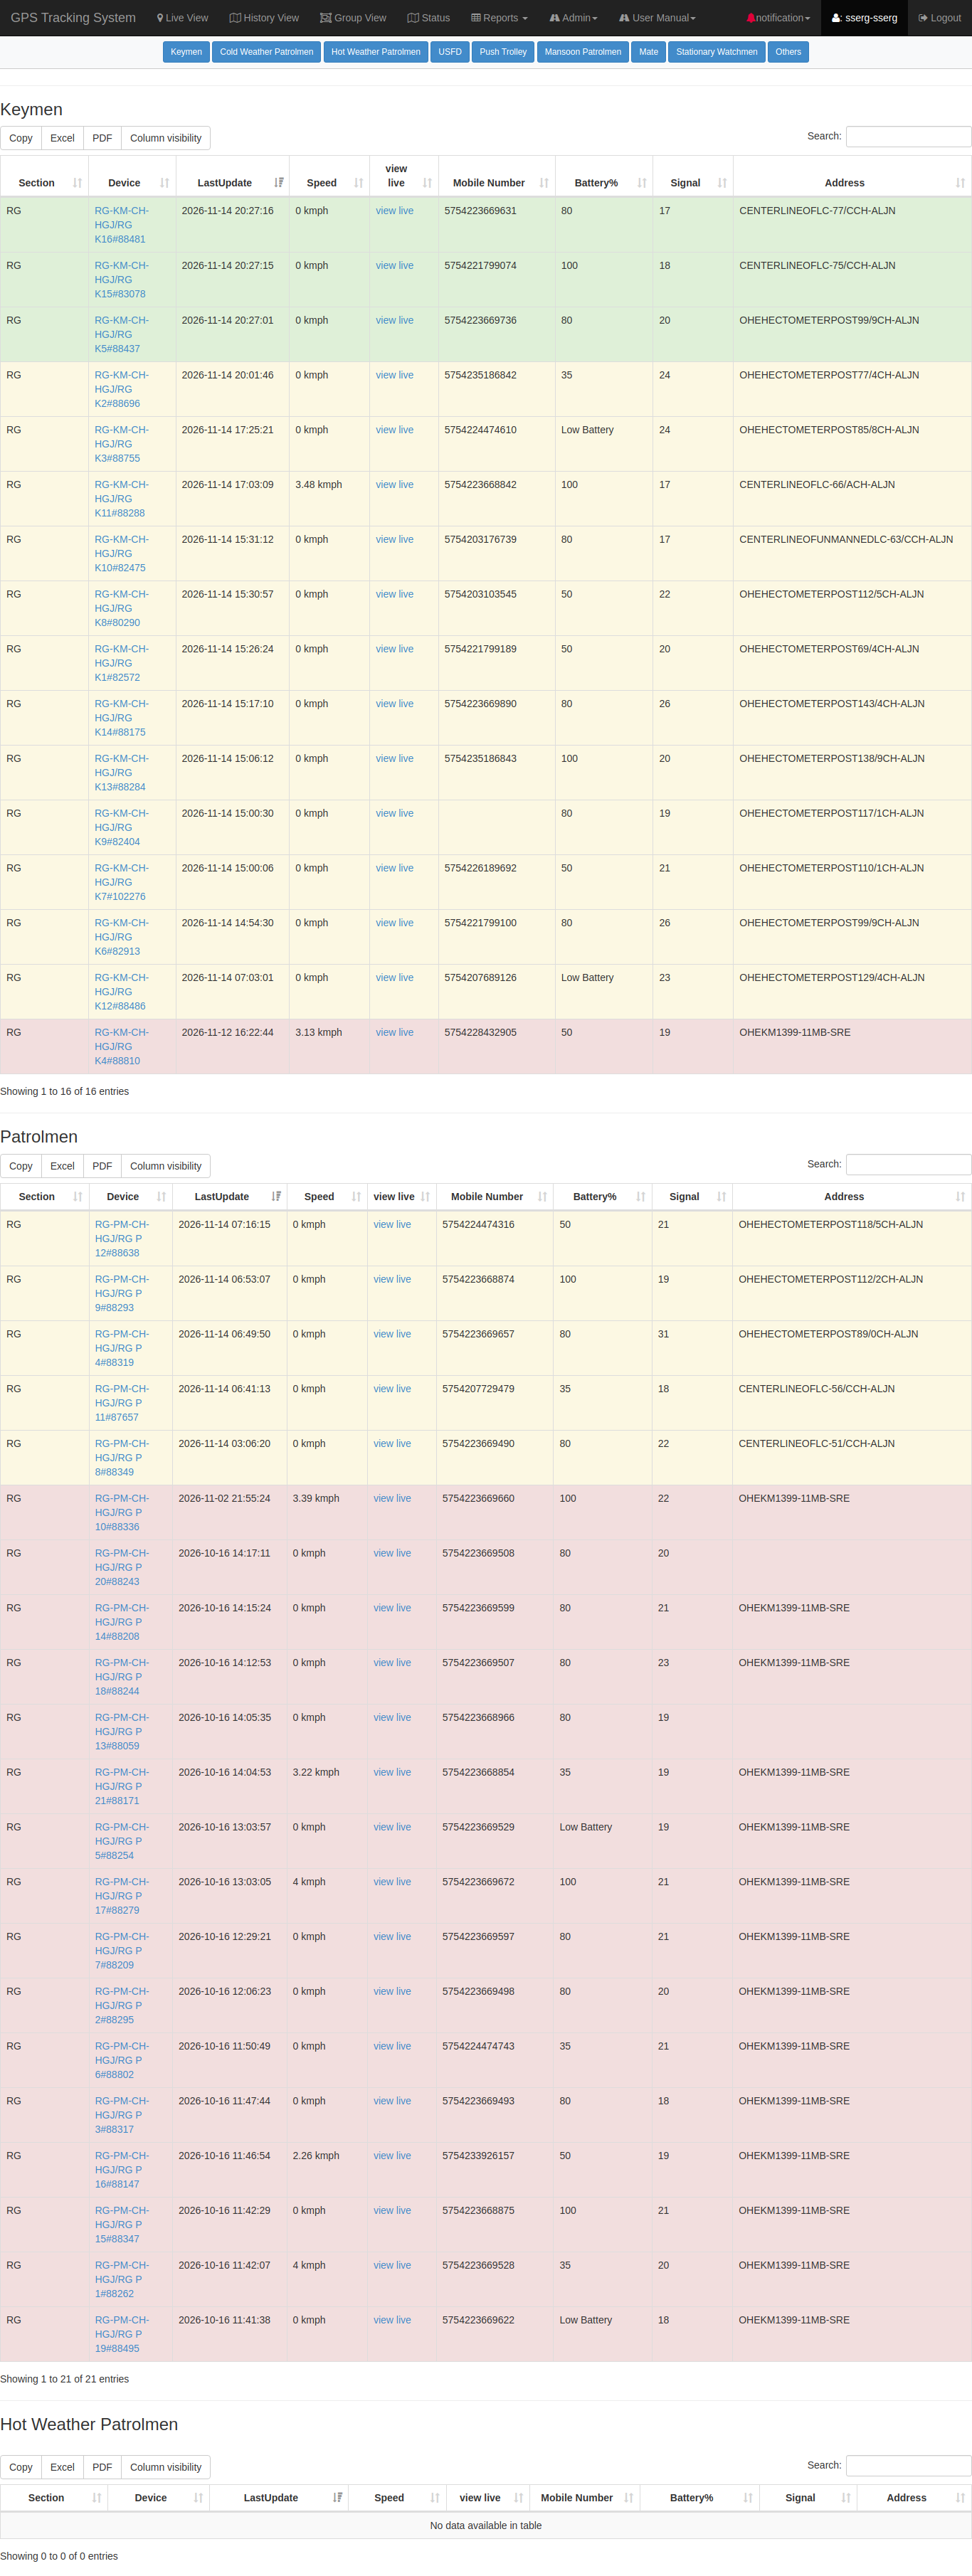 GPS Tracking System Live View History View Group View Status Reports Admin User Manual notification : sserg-sserg Logout
Keymen Cold Weather Patrolmen Hot Weather Patrolmen USFD Push Trolley Mansoon Patrolmen Mate Stationary Watchmen Others
Keymen
Copy Excel PDF Column visibility Search:
view
Section Device LastUpdate Speed live Mobile Number Battery% Signal Address
RG RG-KM-CH- 2026-11-14 20:27:16 0 kmph view live 5754223669631 80 17 CENTERLINEOFLC-77/CCH-ALJN
HGJ/RG
K16#88481
RG RG-KM-CH- 2026-11-14 20:27:15 0 kmph view live 5754221799074 100 18 CENTERLINEOFLC-75/CCH-ALJN
HGJ/RG
K15#83078
RG RG-KM-CH- 2026-11-14 20:27:01 0 kmph view live 5754223669736 80 20 OHEHECTOMETERPOST99/9CH-ALJN
HGJ/RG
K5#88437
RG RG-KM-CH- 2026-11-14 20:01:46 0 kmph view live 5754235186842 35 24 OHEHECTOMETERPOST77/4CH-ALJN
HGJ/RG
K2#88696
RG RG-KM-CH- 2026-11-14 17:25:21 0 kmph view live 5754224474610 Low Battery 24 OHEHECTOMETERPOST85/8CH-ALJN
HGJ/RG
K3#88755
RG RG-KM-CH- 2026-11-14 17:03:09 3.48 kmph view live 5754223668842 100 17 CENTERLINEOFLC-66/ACH-ALJN
HGJ/RG
K11#88288
RG RG-KM-CH- 2026-11-14 15:31:12 0 kmph view live 5754203176739 80 17 CENTERLINEOFUNMANNEDLC-63/CCH-ALJN
HGJ/RG
K10#82475
RG RG-KM-CH- 2026-11-14 15:30:57 0 kmph view live 5754203103545 50 22 OHEHECTOMETERPOST112/5CH-ALJN
HGJ/RG
K8#80290
RG RG-KM-CH- 2026-11-14 15:26:24 0 kmph view live 5754221799189 50 20 OHEHECTOMETERPOST69/4CH-ALJN
HGJ/RG
K1#82572
RG RG-KM-CH- 2026-11-14 15:17:10 0 kmph view live 5754223669890 80 26 OHEHECTOMETERPOST143/4CH-ALJN
HGJ/RG
K14#88175
RG RG-KM-CH- 2026-11-14 15:06:12 0 kmph view live 5754235186843 100 20 OHEHECTOMETERPOST138/9CH-ALJN
HGJ/RG
K13#88284
RG RG-KM-CH- 2026-11-14 15:00:30 0 kmph view live 80 19 OHEHECTOMETERPOST117/1CH-ALJN
HGJ/RG
K9#82404
RG RG-KM-CH- 2026-11-14 15:00:06 0 kmph view live 5754226189692 50 21 OHEHECTOMETERPOST110/1CH-ALJN
HGJ/RG
K7#102276
RG RG-KM-CH- 2026-11-14 14:54:30 0 kmph view live 5754221799100 80 26 OHEHECTOMETERPOST99/9CH-ALJN
HGJ/RG
K6#82913
RG RG-KM-CH- 2026-11-14 07:03:01 0 kmph view live 5754207689126 Low Battery 23 OHEHECTOMETERPOST129/4CH-ALJN
HGJ/RG
K12#88486
RG RG-KM-CH- 2026-11-12 16:22:44 3.13 kmph view live 5754228432905 50 19 OHEKM1399-11MB-SRE
HGJ/RG
K4#88810
Showing 1 to 16 of 16 entries
Patrolmen
Copy Excel PDF Column visibility Search:
Section Device LastUpdate Speed view live Mobile Number Battery% Signal Address
RG RG-PM-CH- 2026-11-14 07:16:15 0 kmph view live 5754224474316 50 21 OHEHECTOMETERPOST118/5CH-ALJN
HGJ/RG P
12#88638
RG RG-PM-CH- 2026-11-14 06:53:07 0 kmph view live 5754223668874 100 19 OHEHECTOMETERPOST112/2CH-ALJN
HGJ/RG P
9#88293
RG RG-PM-CH- 2026-11-14 06:49:50 0 kmph view live 5754223669657 80 31 OHEHECTOMETERPOST89/0CH-ALJN
HGJ/RG P
4#88319
RG RG-PM-CH- 2026-11-14 06:41:13 0 kmph view live 5754207729479 35 18 CENTERLINEOFLC-56/CCH-ALJN
HGJ/RG P
11#87657
RG RG-PM-CH- 2026-11-14 03:06:20 0 kmph view live 5754223669490 80 22 CENTERLINEOFLC-51/CCH-ALJN
HGJ/RG P
8#88349
RG RG-PM-CH- 2026-11-02 21:55:24 3.39 kmph view live 5754223669660 100 22 OHEKM1399-11MB-SRE
HGJ/RG P
10#88336
RG RG-PM-CH- 2026-10-16 14:17:11 0 kmph view live 5754223669508 80 20
HGJ/RG P
20#88243
RG RG-PM-CH- 2026-10-16 14:15:24 0 kmph view live 5754223669599 80 21 OHEKM1399-11MB-SRE
HGJ/RG P
14#88208
RG RG-PM-CH- 2026-10-16 14:12:53 0 kmph view live 5754223669507 80 23 OHEKM1399-11MB-SRE
HGJ/RG P
18#88244
RG RG-PM-CH- 2026-10-16 14:05:35 0 kmph view live 5754223668966 80 19
HGJ/RG P
13#88059
RG RG-PM-CH- 2026-10-16 14:04:53 3.22 kmph view live 5754223668854 35 19 OHEKM1399-11MB-SRE
HGJ/RG P
21#88171
RG RG-PM-CH- 2026-10-16 13:03:57 0 kmph view live 5754223669529 Low Battery 19 OHEKM1399-11MB-SRE
HGJ/RG P
5#88254
RG RG-PM-CH- 2026-10-16 13:03:05 4 kmph view live 5754223669672 100 21 OHEKM1399-11MB-SRE
HGJ/RG P
17#88279
RG RG-PM-CH- 2026-10-16 12:29:21 0 kmph view live 5754223669597 80 21 OHEKM1399-11MB-SRE
HGJ/RG P
7#88209
RG RG-PM-CH- 2026-10-16 12:06:23 0 kmph view live 5754223669498 80 20 OHEKM1399-11MB-SRE
HGJ/RG P
2#88295
RG RG-PM-CH- 2026-10-16 11:50:49 0 kmph view live 5754224474743 35 21 OHEKM1399-11MB-SRE
HGJ/RG P
6#88802
RG RG-PM-CH- 2026-10-16 11:47:44 0 kmph view live 5754223669493 80 18 OHEKM1399-11MB-SRE
HGJ/RG P
3#88317
RG RG-PM-CH- 2026-10-16 11:46:54 2.26 kmph view live 5754233926157 50 19 OHEKM1399-11MB-SRE
HGJ/RG P
16#88147
RG RG-PM-CH- 2026-10-16 11:42:29 0 kmph view live 5754223668875 100 21 OHEKM1399-11MB-SRE
HGJ/RG P
15#88347
RG RG-PM-CH- 2026-10-16 11:42:07 4 kmph view live 5754223669528 35 20 OHEKM1399-11MB-SRE
HGJ/RG P
1#88262
RG RG-PM-CH- 2026-10-16 11:41:38 0 kmph view live 5754223669622 Low Battery 18 OHEKM1399-11MB-SRE
HGJ/RG P
19#88495
Showing 1 to 21 of 21 entries
Hot Weather Patrolmen
Copy Excel PDF Column visibility Search:
Section Device LastUpdate Speed view live Mobile Number Battery% Signal Address
No data available in table
Showing 0 to 0 of 0 entries